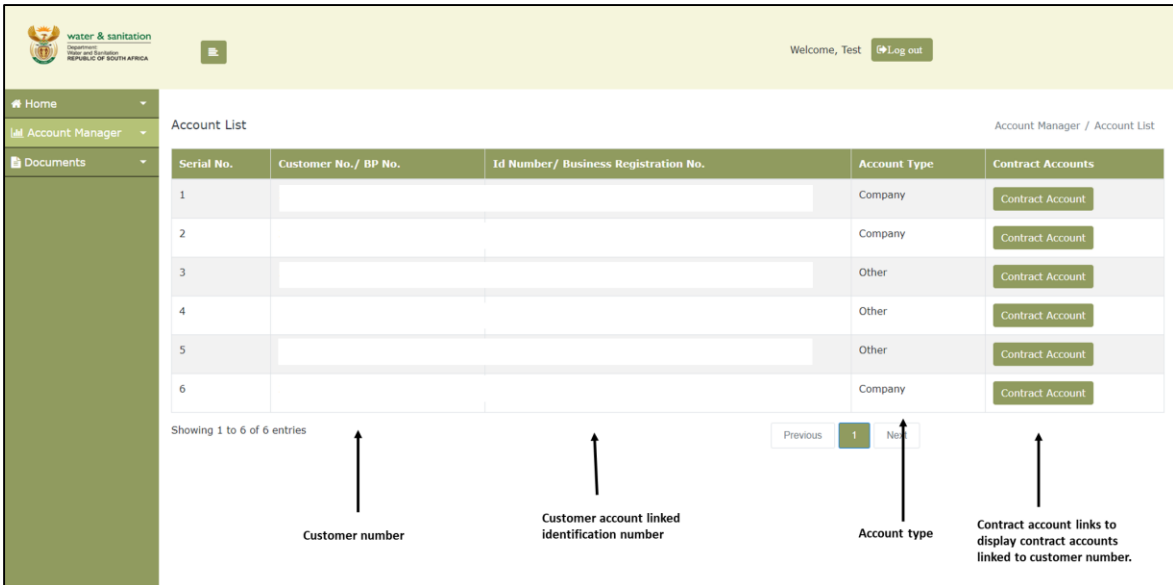 water & sanitation
Department:
Water and Sanitation
REPUBLIC OF SOUTH AFRICA
Welcome, Test
Log out
Home
Account Manager
Documents
Account List
Account Manager / Account List
Serial No. Customer No./ BP No. Id Number/ Business Registration No. Account Type Contract Accounts
1 Company Contract Account
2 Company Contract Account
3 Other Contract Account
4 Other Contract Account
5 Other Contract Account
6 Company Contract Account
Showing 1 to 6 of 6 entries
Previous 1 Next
Customer number
Customer account linked
identification number
Account type
Contract account links to
display contract accounts
linked to customer number.